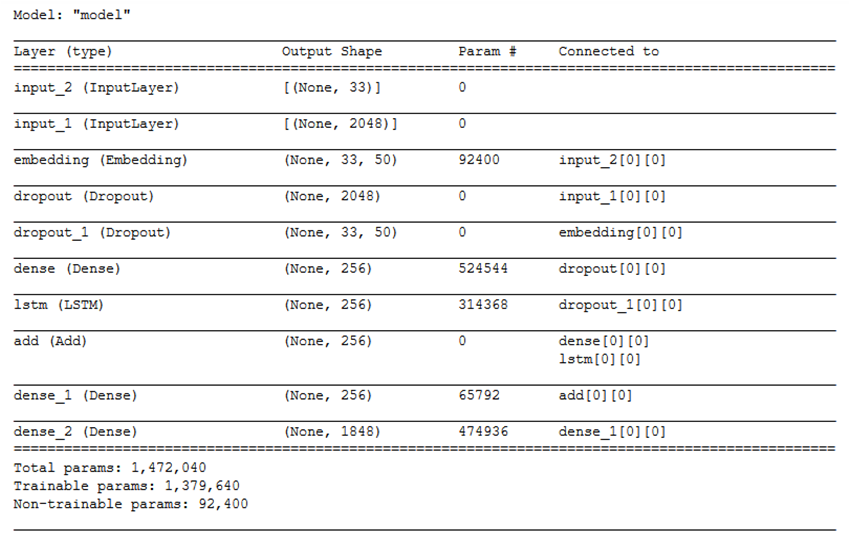 Model: "model"
Layer (type) Output Shape Param # Connected to
input_2 (InputLayer) [(None, 33)] 0
input_1 (InputLayer) [(None, 2048)] 0
embedding (Embedding) (None, 33, 50) 92400 input_2[0][0]
dropout (Dropout) (None, 2048) 0 input_1[0][0]
dropout_1 (Dropout) (None, 33, 50) 0 embedding[0][0]
dense (Dense) (None, 256) 524544 dropout[0][0]
lstm (LSTM) (None, 256) 314368 dropout_1[0][0]
add (Add) (None, 256) 0 dense[0][0]
lstm[0][0]
dense_1 (Dense) (None, 256) 65792 add[0][0]
dense_2 (Dense) (None, 1848) 474936 dense_1[0][0]
Total params: 1,472,040
Trainable params: 1,379,640
Non-trainable params: 92,400